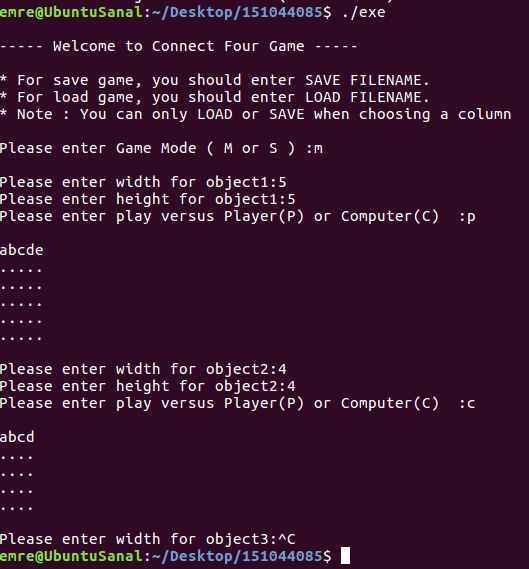 emre@UbuntuSanal:~/Desktop/151044085$ ./exe
----- Welcome to Connect Four Game -----
* For save game, you should enter SAVE FILENAME.
* For load game, you should enter LOAD FILENAME.
* Note : You can only LOAD or SAVE when choosing a column
Please enter Game Mode ( M or S ) :m
Please enter width for object1:5
Please enter height for object1:5
Please enter play versus Player(P) or Computer(C)  :p
abcde
.....
.....
.....
.....
.....
Please enter width for object2:4
Please enter height for object2:4
Please enter play versus Player(P) or Computer(C)  :c
abcd
....
....
....
....
Please enter width for object3:^C
emre@UbuntuSanal:~/Desktop/151044085$